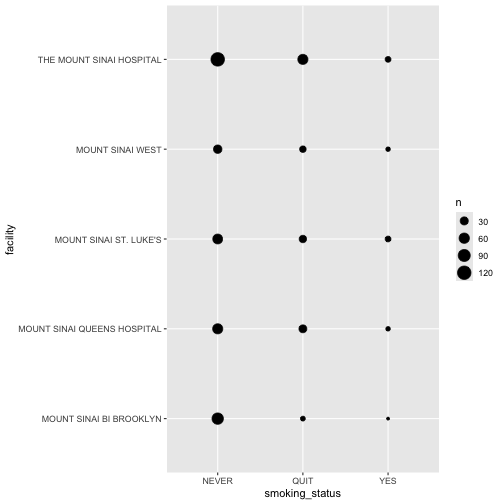 THE MOUNT SINAI HOSPITAL
MOUNT SINAI WEST
MOUNT SINAI ST. LUKE'S
MOUNT SINAI QUEENS HOSPITAL
MOUNT SINAI BI BROOKLYN
facility
NEVER QUIT YES
smoking_status
n
30
60
90
120